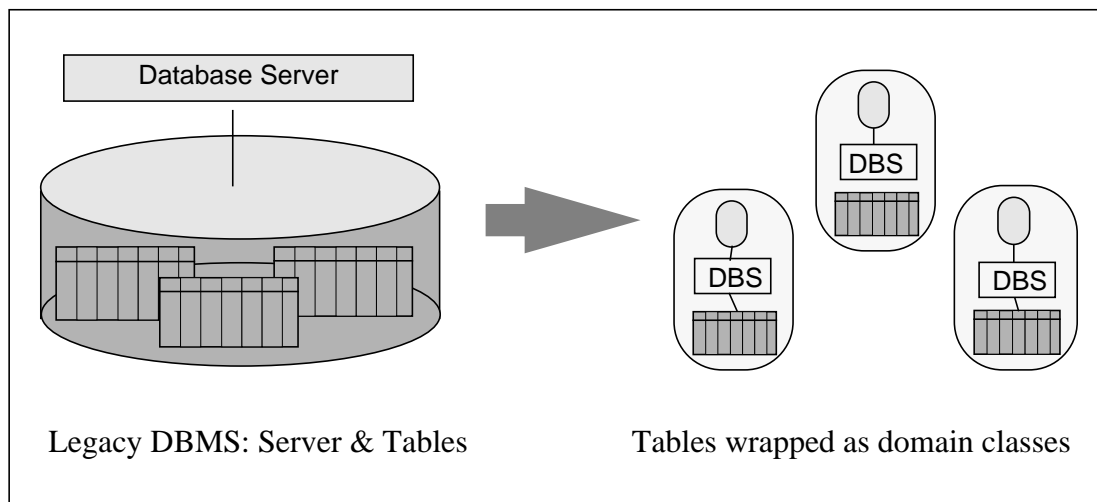 Database Server
DBS
DBS
DBS
Legacy DBMS: Server & Tables
Tables wrapped as domain classes